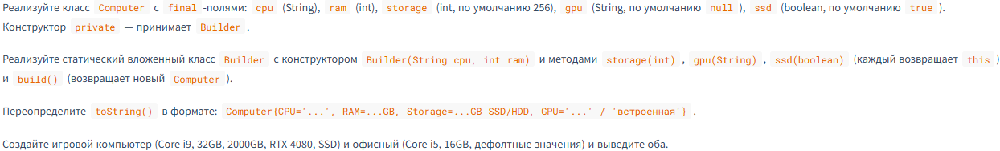 Реализуйте класс Computer с final -полями: cpu (String), ram (int), storage (int, по умолчанию 256), gpu (String, по умолчанию null ), ssd (boolean, по умолчанию true ).
Конструктор private — принимает Builder .
Реализуйте статический вложенный класс Builder с конструктором Builder(String cpu, int ram) и методами storage(int) , gpu(String) , ssd(boolean) (каждый возвращает this )
и build() (возвращает новый Computer ).
Переопределите toString() в формате: Computer{CPU='...', RAM=...GB, Storage=...GB SSD/HDD, GPU='...' / 'встроенная'} .
Создайте игровой компьютер (Core i9, 32GB, 2000GB, RTX 4080, SSD) и офисный (Core i5, 16GB, дефолтные значения) и выведите оба.